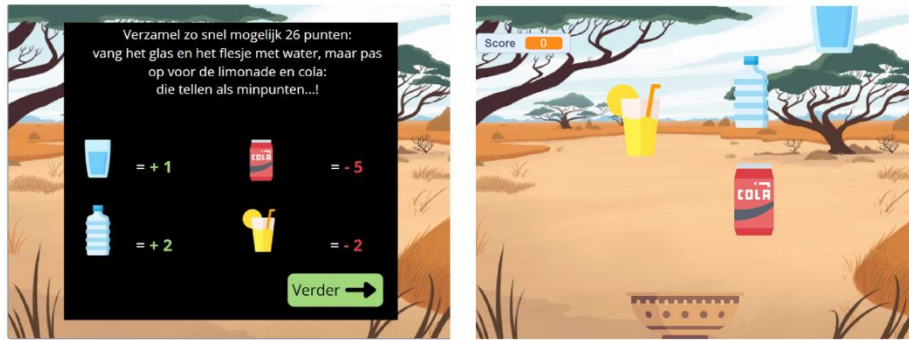 Verzamel zo snel mogelijk 26 punten:
vang het glas en het flesje met water, maar pas
op voor de limonade en cola:
die tellen als minpunten...!
= + 1
COLA
= - 5
= + 2
= - 2
Verder
Score 0
COLA